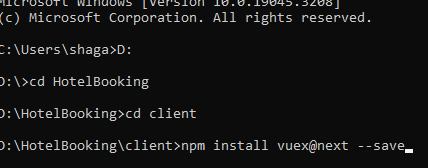 Microsoft Windows [Version 10.0.19045.3208]
(c) Microsoft Corporation. All rights reserved.
C:\Users\shaga>D:
D:\>cd HotelBooking
D:\HotelBooking>cd client
D:\HotelBooking\client>npm install vuex@next --save